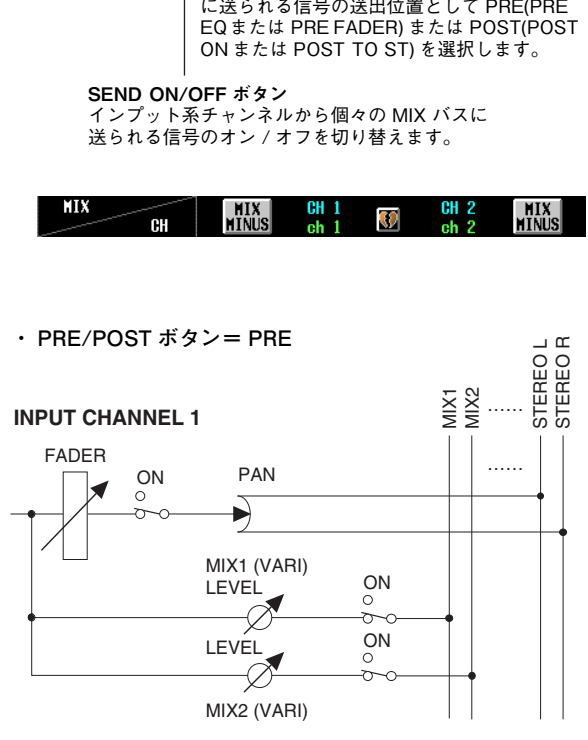 に送られる信号の送出位置として PRE(PRE
EQ または PRE FADER) または POST(POST
ON または POST TO ST) を選択します。
SEND ON/OFF ボタン
インプット系チャンネルから個々の MIX バスに
送られる信号のオン / オフを切り替えます。
MIX
CH
MIX MINUS
CH 1
ch 1
CH 2
ch 2
MIX MINUS
・ PRE/POST ボタン＝ PRE
INPUT CHANNEL 1
MIX1
MIX2
……
STEREO L
STEREO R
……
FADER
ON
PAN
MIX1 (VARI)
LEVEL
ON
LEVEL
ON
MIX2 (VARI)